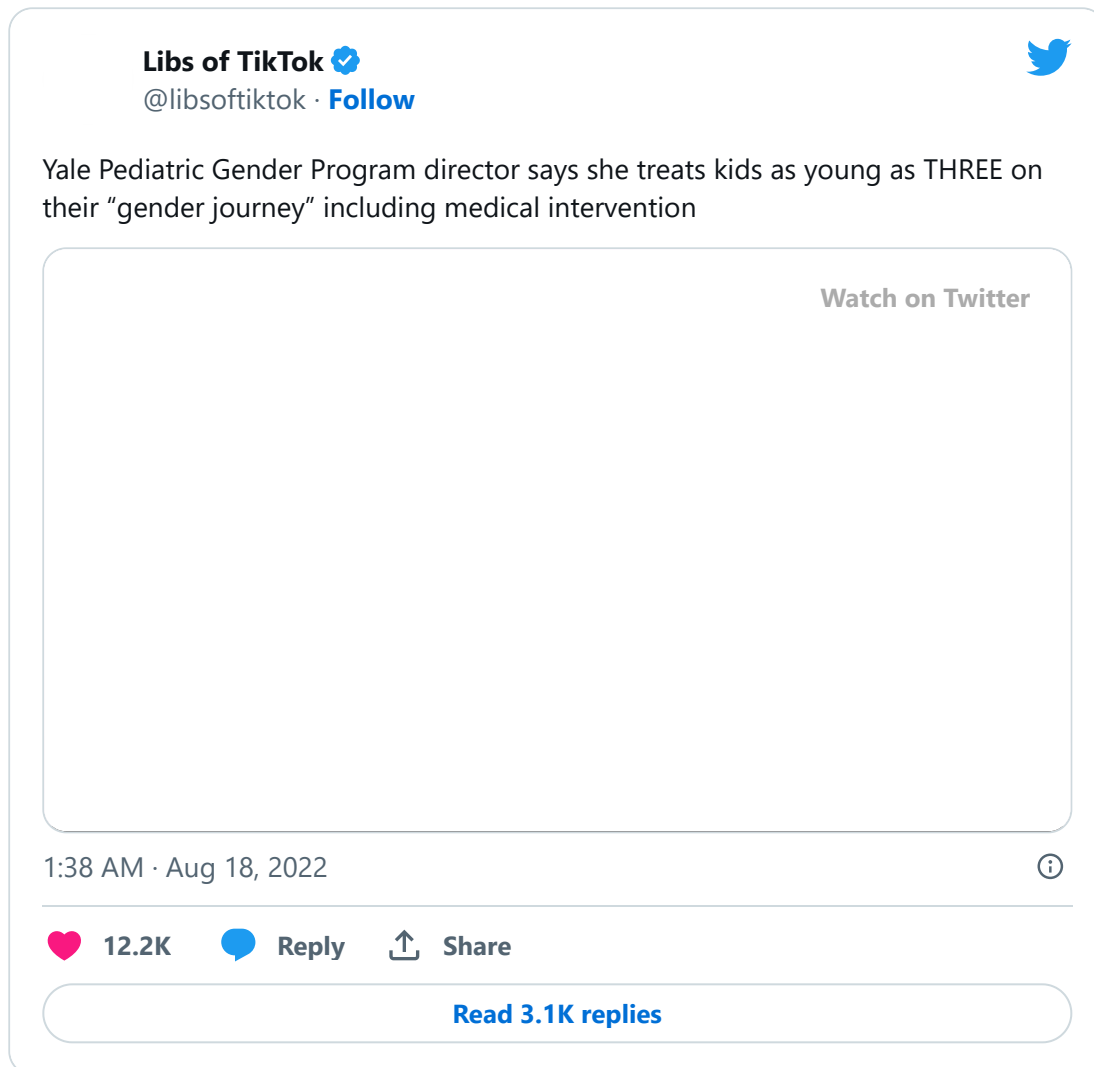 Libs of TikTok
@libsoftiktok · Follow
Yale Pediatric Gender Program director says she treats kids as young as THREE on
their “gender journey” including medical intervention
Watch on Twitter
1:38 AM · Aug 18, 2022
12.2K Reply Share
Read 3.1K replies